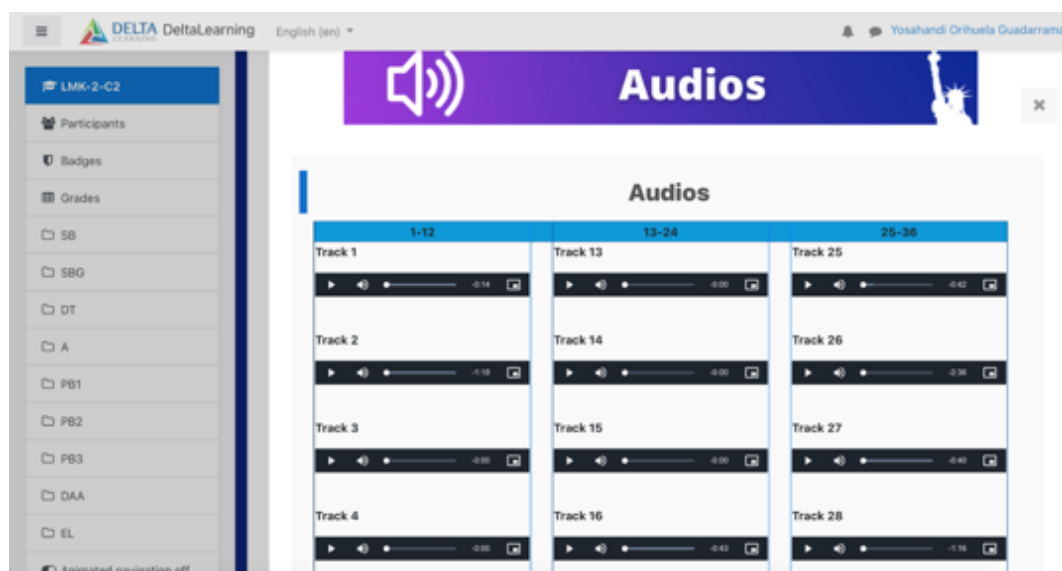 DELTA LEARNING DeltaLearning English (en) Yosahandi Orihuela Guadarrama
LMK-2-C2
Participants
Badges
Grades
SB
SBG
DT
A
PB1
PB2
PB3
DAA
EL
Animated navigation off
Audios
Audios
1-12 13-24 25-36
Track 1 Track 13 Track 25
-0:14 -0:00 -0:42
Track 2 Track 14 Track 26
-1:18 -0:00 -2:36
Track 3 Track 15 Track 27
-0:00 -0:00 -0:40
Track 4 Track 16 Track 28
-0:00 -0:43 -1:16